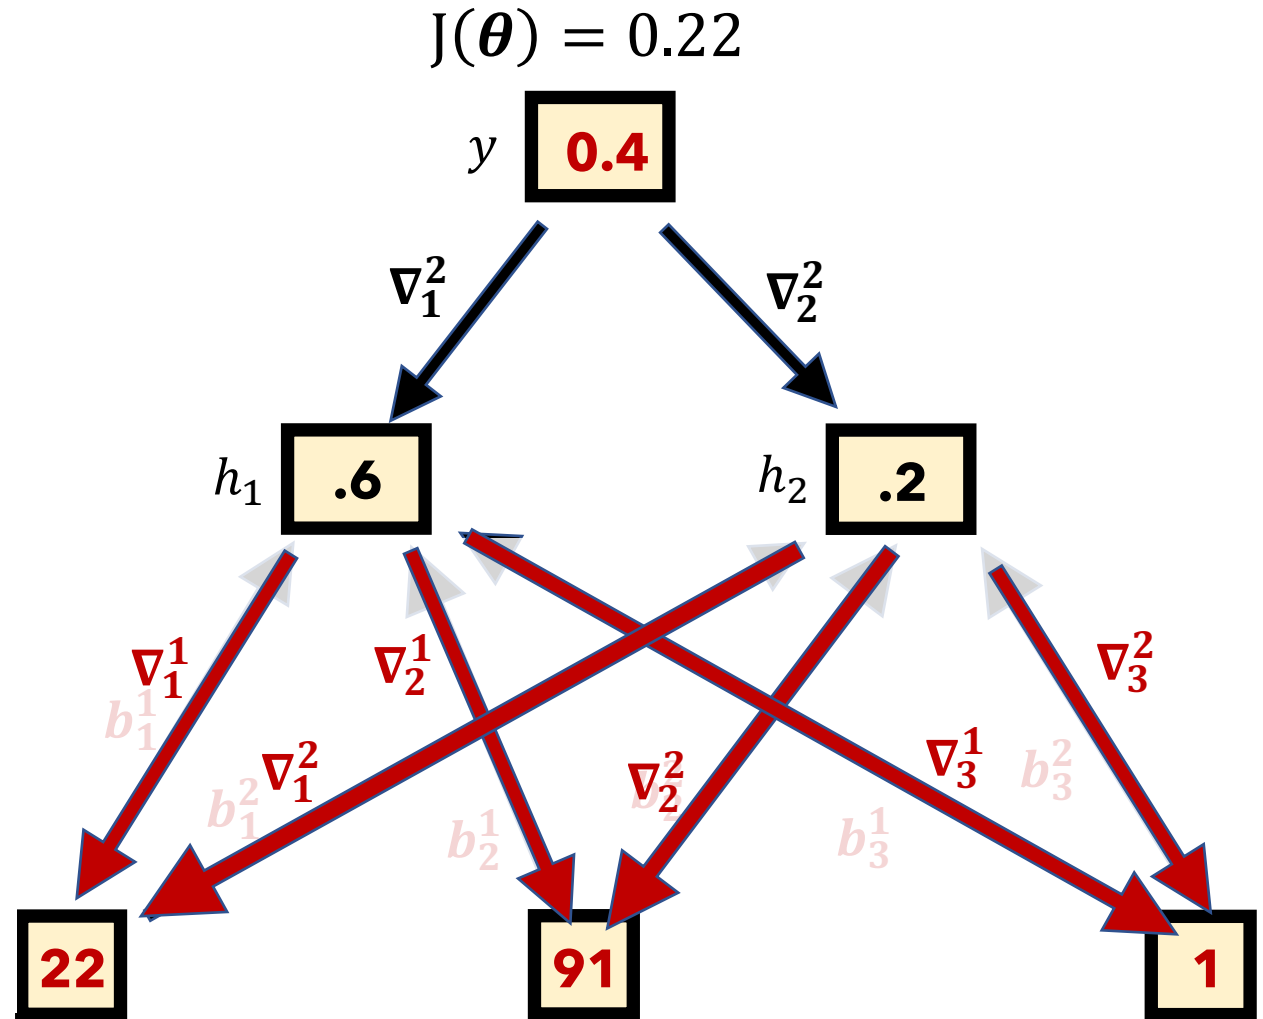 J(𝜽) = 0.22
y 0.4
∇₁² ∇₂²
h₁ .6 h₂ .2
∇₁¹ ∇₂¹ ∇₃²
b₁¹ ∇₁² ∇₂² ∇₃¹ b₃²
b₁² b₂¹ b₃¹
22 91 1